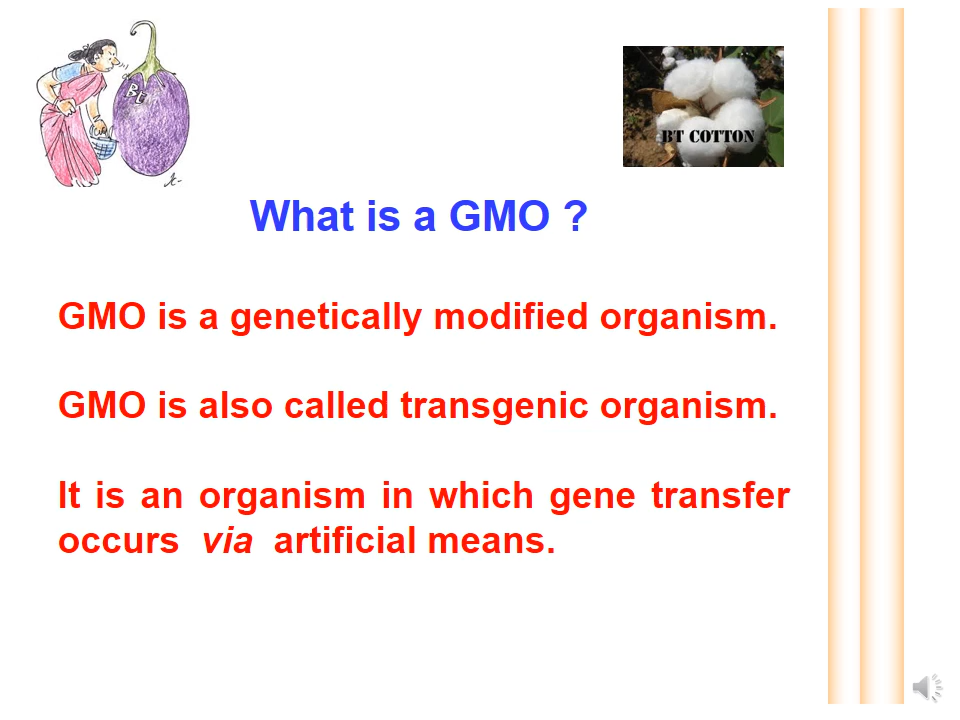 Bt
BT COTTON
What is a GMO ?
GMO is a genetically modified organism.
GMO is also called transgenic organism.
It is an organism in which gene transfer
occurs via artificial means.